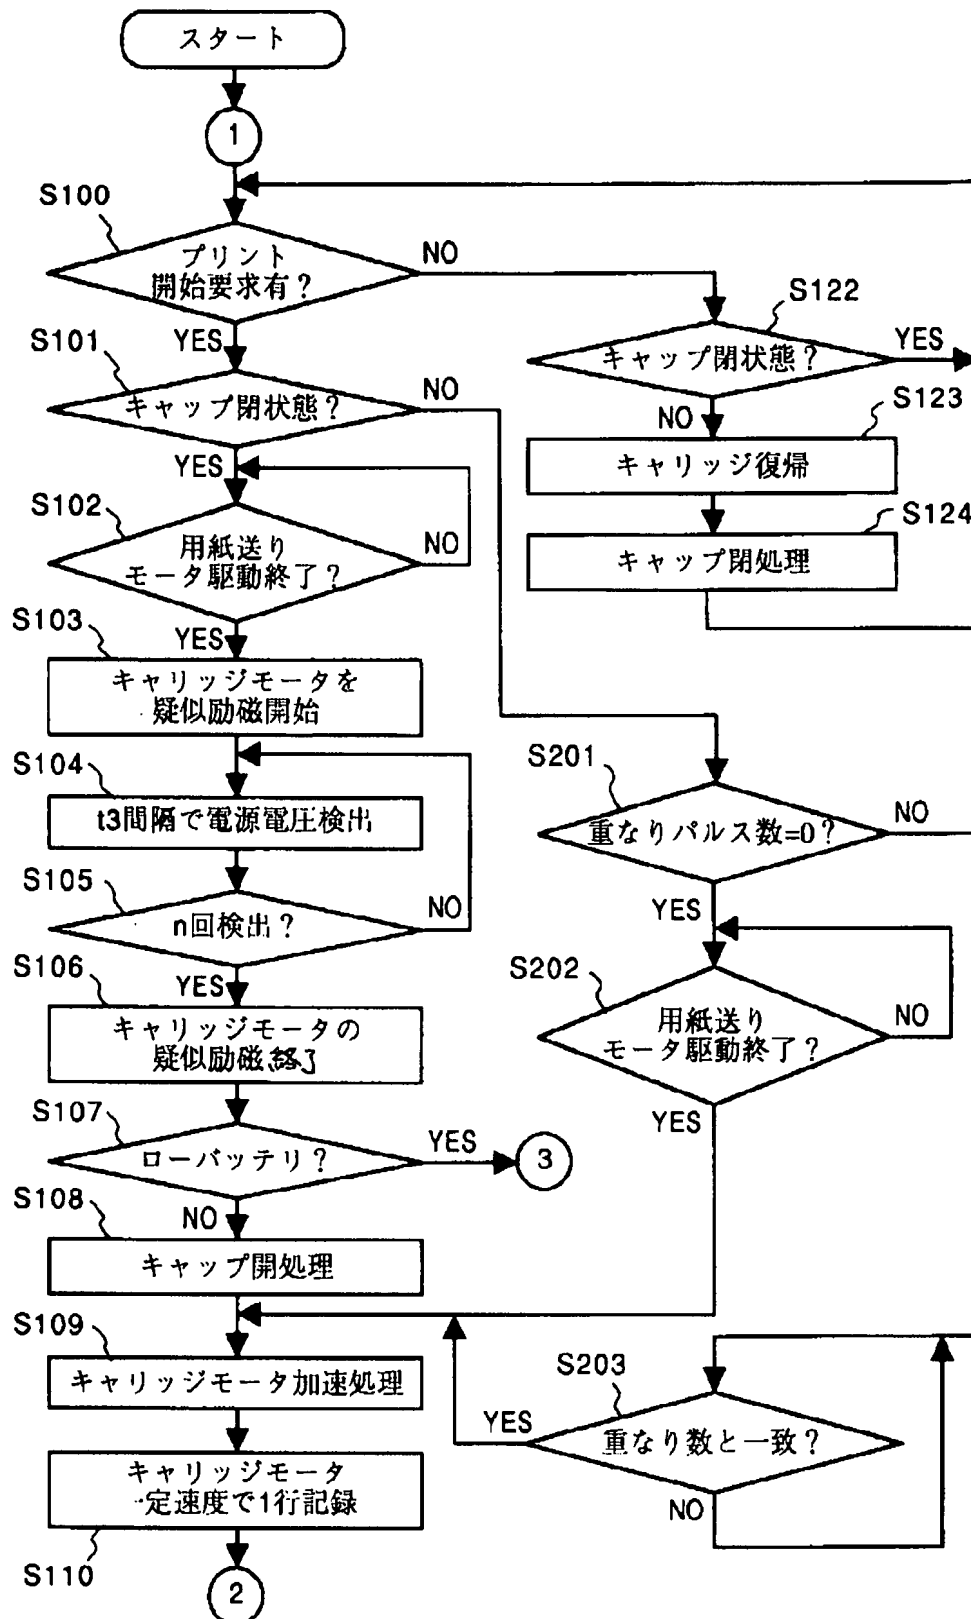 スタート
1
S100
プリント
開始要求有?
NO
YES
S101
キャップ閉状態?
NO
YES
S102
用紙送り
モータ駆動終了?
NO
YES
S103
キャリッジモータを
疑似励磁開始
S104
t3間隔で電源電圧検出
S105
n回検出?
NO
YES
S106
キャリッジモータの
疑似励磁終了
S107
ローバッテリ?
YES
3
NO
S108
キャップ開処理
S109
キャリッジモータ加速処理
キャリッジモータ
一定速度で1行記録
S110
2
S122
キャップ閉状態?
YES
NO
S123
キャリッジ復帰
S124
キャップ閉処理
S201
重なりパルス数=0?
NO
YES
S202
用紙送り
モータ駆動終了?
NO
YES
S203
重なり数と一致?
YES
NO